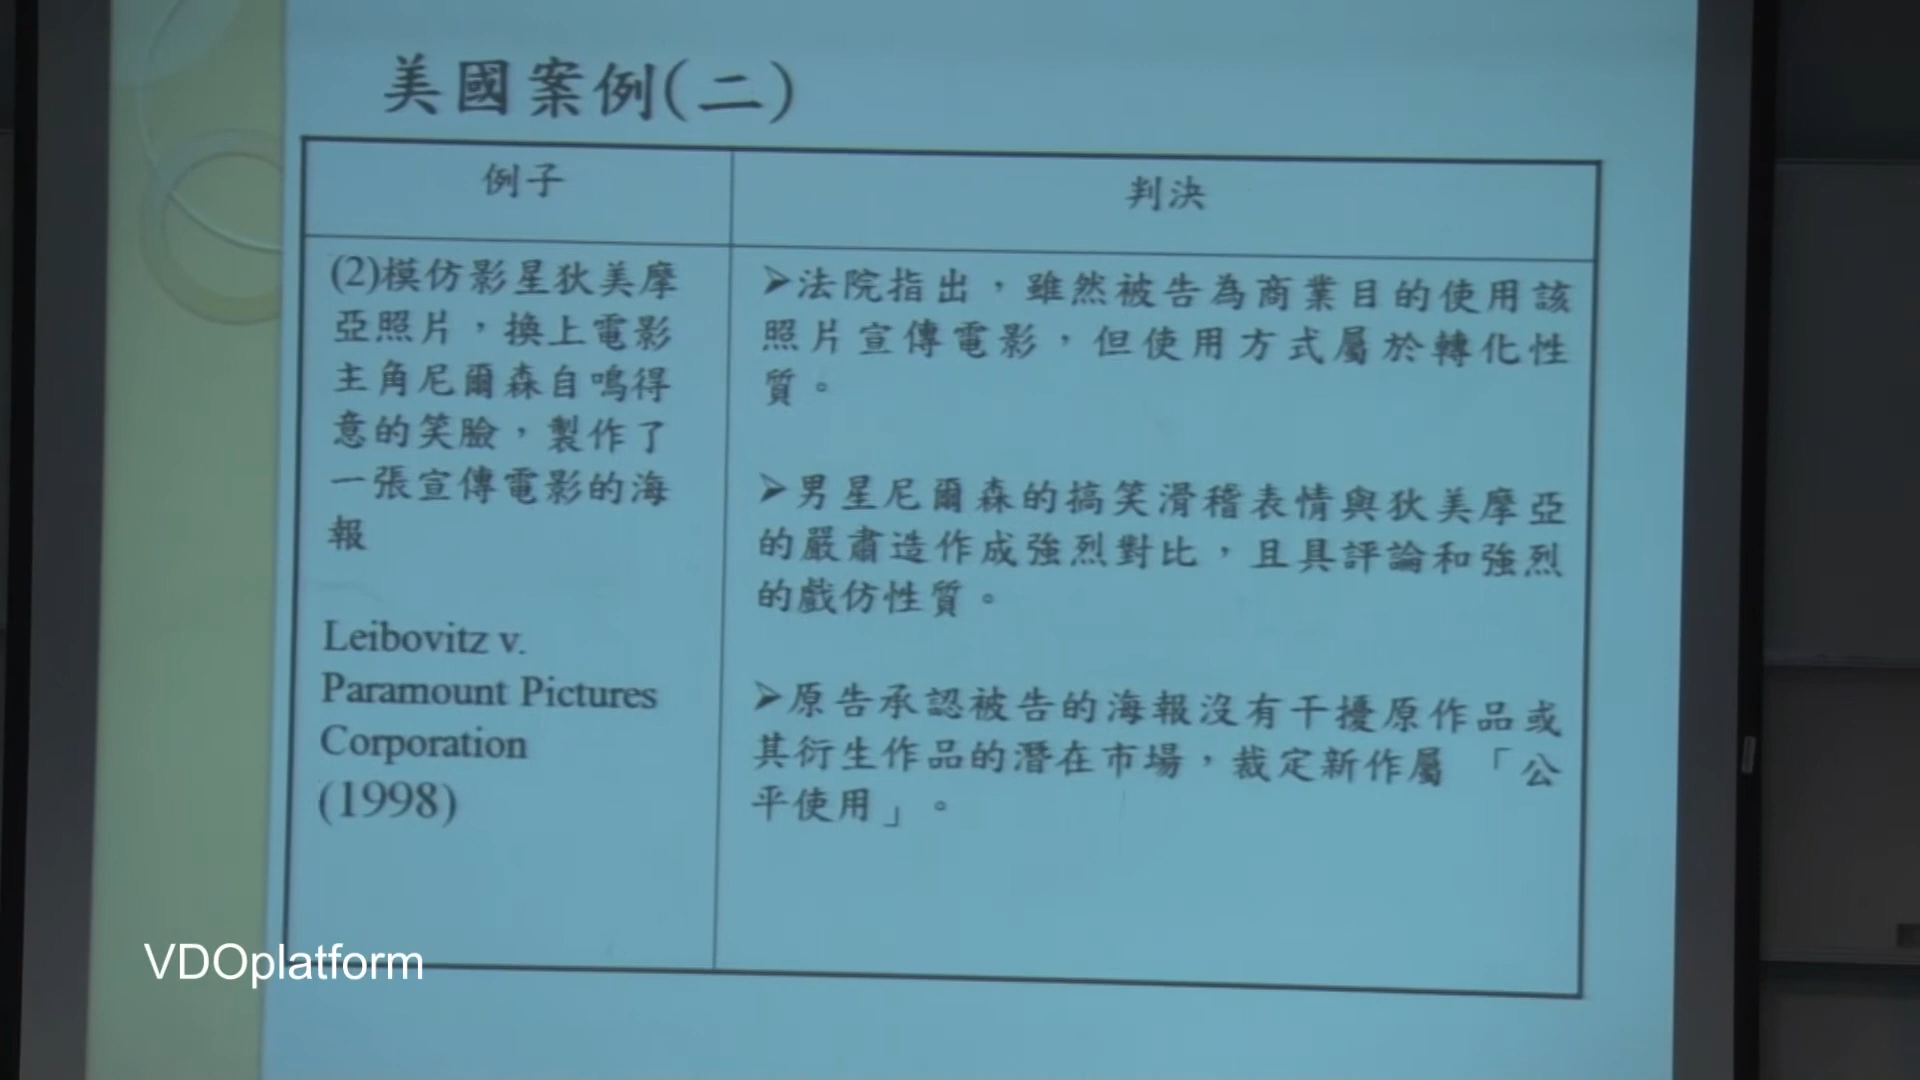 美國案例(二)
例子
判決
(2)模仿影星狄美摩
亞照片，換上電影
主角尼爾森自鳴得
意的笑臉，製作了
一張宣傳電影的海
報
Leibovitz v.
Paramount Pictures
Corporation
(1998)
➢法院指出，雖然被告為商業目的使用該
照片宣傳電影，但使用方式屬於轉化性
質。
➢男星尼爾森的搞笑滑稽表情與狄美摩亞
的嚴肅造作成強烈對比，且具評論和強烈
的戲仿性質。
➢原告承認被告的海報沒有干擾原作品或
其衍生作品的潛在市場，裁定新作屬 「公
平使用」。
VDOplatform